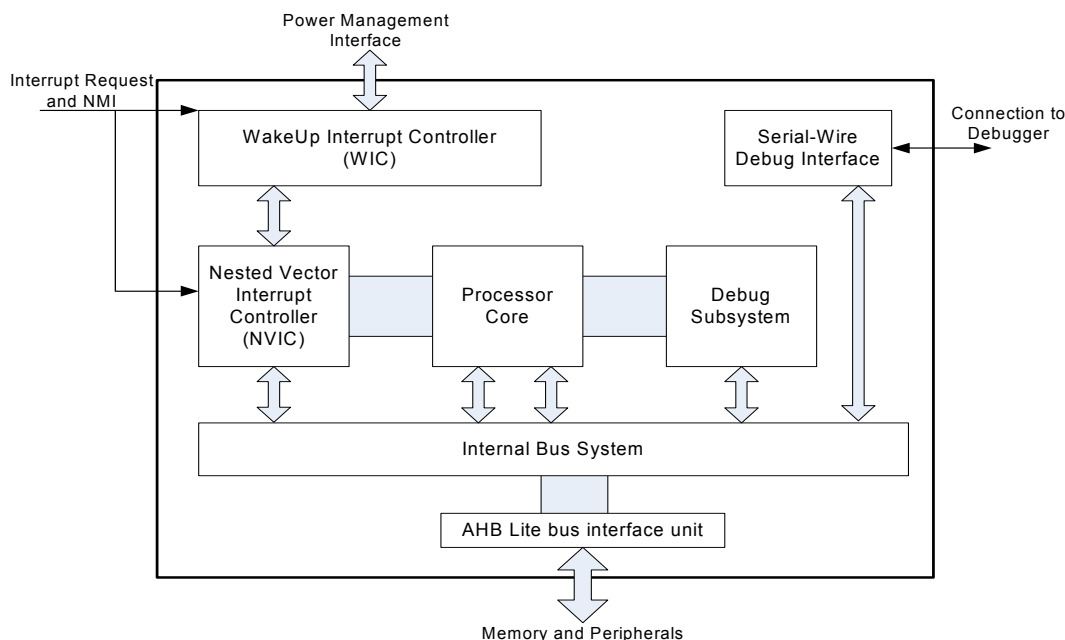 Power Management
Interface
Interrupt Request
and NMI
WakeUp Interrupt Controller
(WIC)
Serial-Wire
Debug Interface
Connection to
Debugger
Nested Vector
Interrupt
Controller
(NVIC)
Processor
Core
Debug
Subsystem
Internal Bus System
AHB Lite bus interface unit
Memory and Peripherals